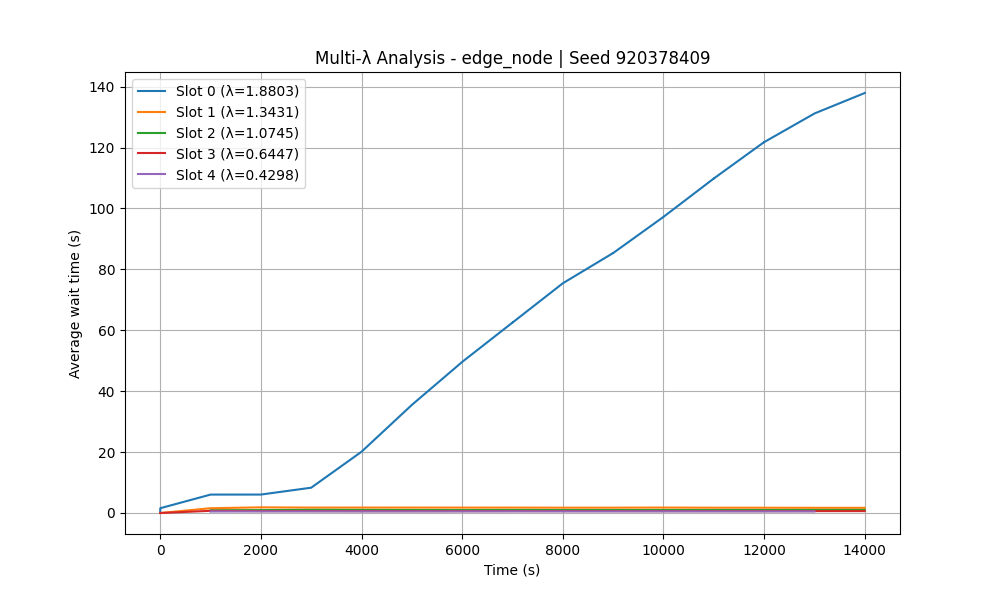 Multi-λ Analysis - edge_node | Seed 920378409
Average wait time (s)
140
120
100
80
60
40
20
0
Slot 0 (λ=1.8803)
Slot 1 (λ=1.3431)
Slot 2 (λ=1.0745)
Slot 3 (λ=0.6447)
Slot 4 (λ=0.4298)
0 2000 4000 6000 8000 10000 12000 14000
Time (s)